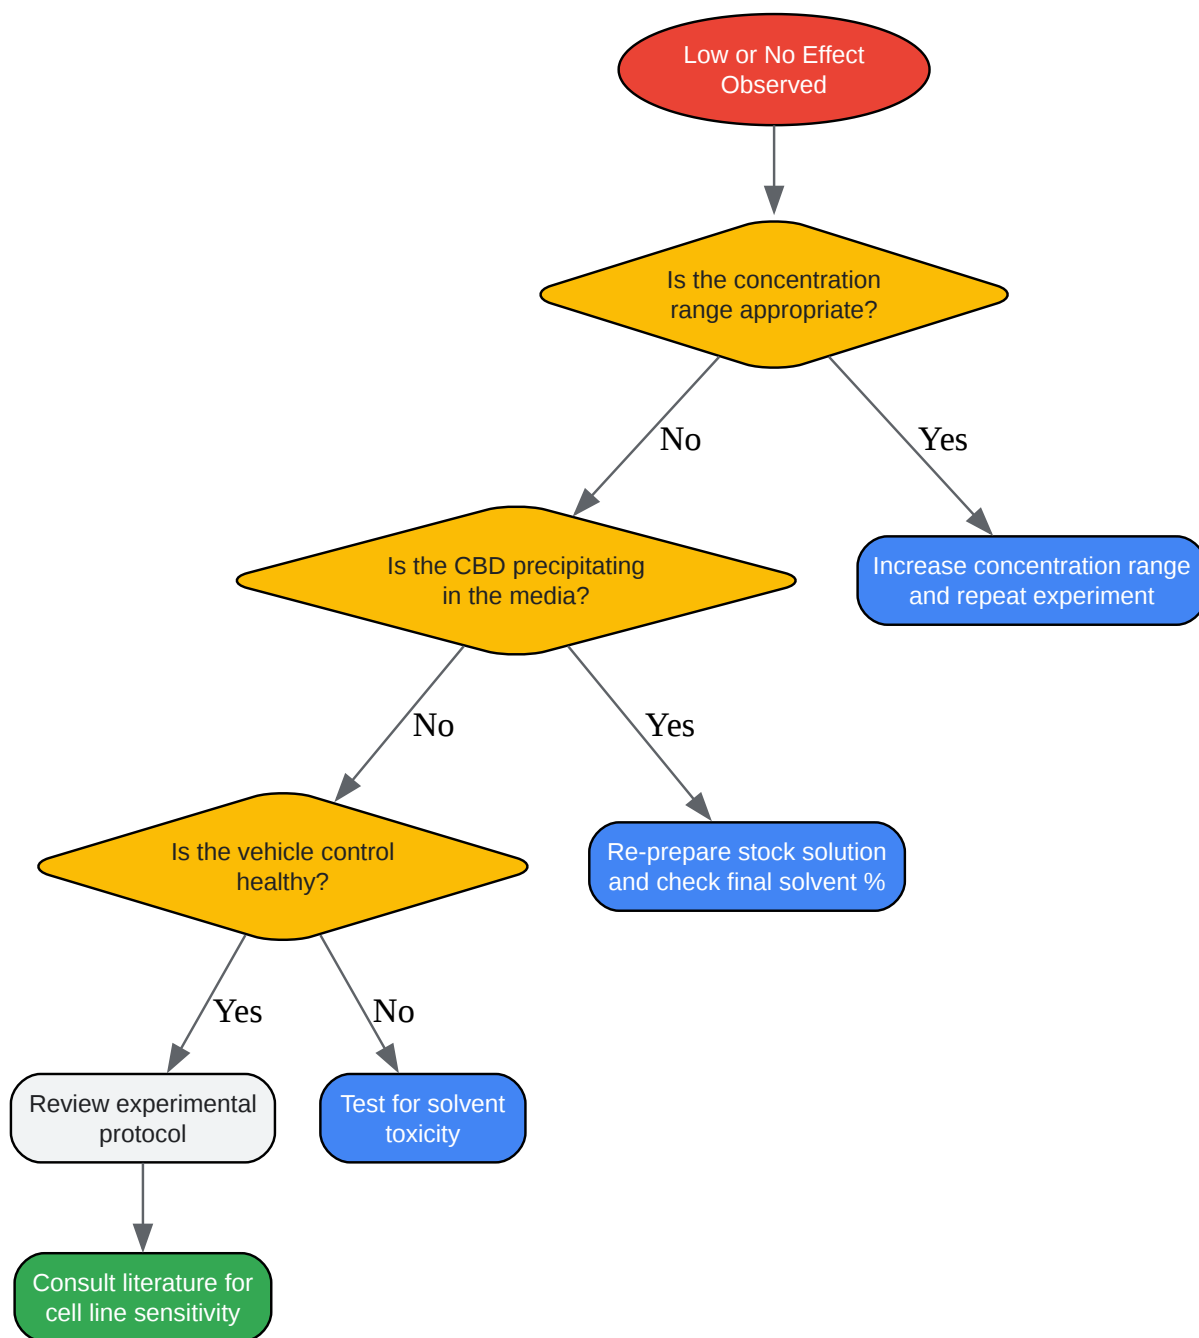 Low or No Effect
Observed
Is the concentration
range appropriate?
No
Yes
Is the CBD precipitating
in the media?
Increase concentration range
and repeat experiment
No
Yes
Is the vehicle control
healthy?
Re-prepare stock solution
and check final solvent %
Yes
No
Review experimental
protocol
Test for solvent
toxicity
Consult literature for
cell line sensitivity